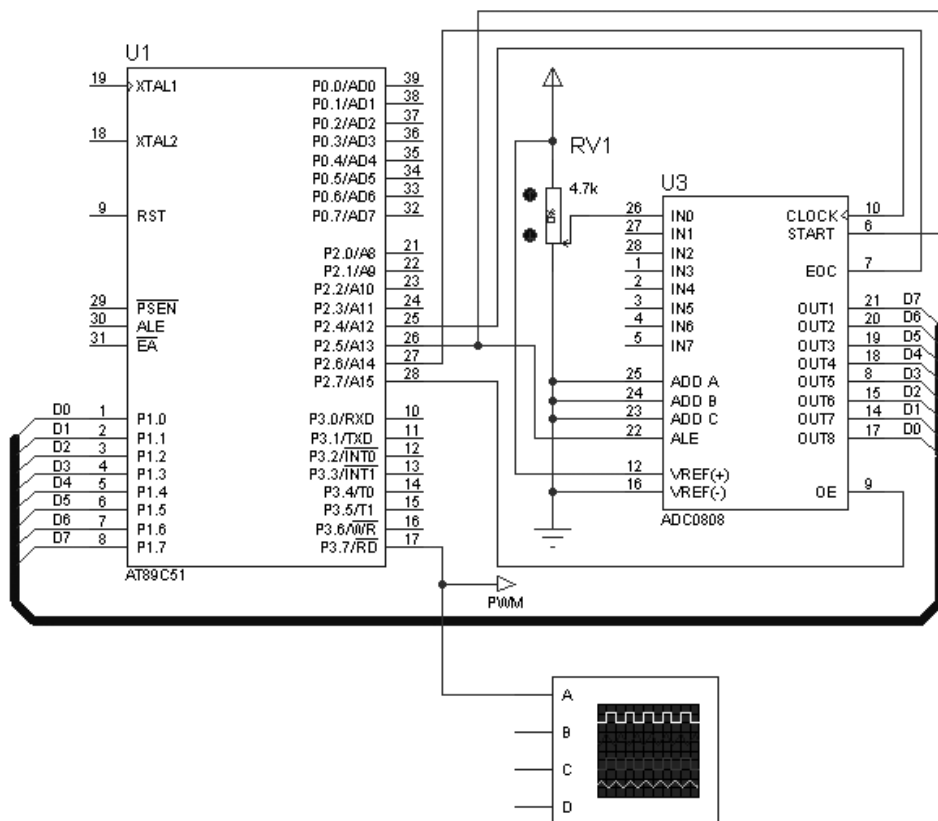 U1
19 XTAL1
18 XTAL2
9 RST
29 PSEN
30 ALE
31 EA
D0 1 P1.0
D1 2 P1.1
D2 3 P1.2
D3 4 P1.3
D4 5 P1.4
D5 6 P1.5
D6 7 P1.6
D7 8 P1.7
P0.0/AD0 39
P0.1/AD1 38
P0.2/AD2 37
P0.3/AD3 36
P0.4/AD4 35
P0.5/AD5 34
P0.6/AD6 33
P0.7/AD7 32
P2.0/A8 21
P2.1/A9 22
P2.2/A10 23
P2.3/A11 24
P2.4/A12 25
P2.5/A13 26
P2.6/A14 27
P2.7/A15 28
P3.0/RXD 10
P3.1/TXD 11
P3.2/INT0 12
P3.3/INT1 13
P3.4/T0 14
P3.5/T1 15
P3.6/WR 16
P3.7/RD 17
AT89C51
RV1
4.7k
U3
26 IN0
27 IN1
28 IN2
1 IN3
2 IN4
3 IN5
4 IN6
5 IN7
25 ADD A
24 ADD B
23 ADD C
22 ALE
12 VREF(+)
16 VREF(-)
CLOCK 10
START 6
EOC 7
OUT1 21 D7
OUT2 20 D6
OUT3 19 D5
OUT4 18 D4
OUT5 8 D3
OUT6 15 D2
OUT7 14 D1
OUT8 17 D0
OE 9
ADC0808
PWM
A
B
C
D